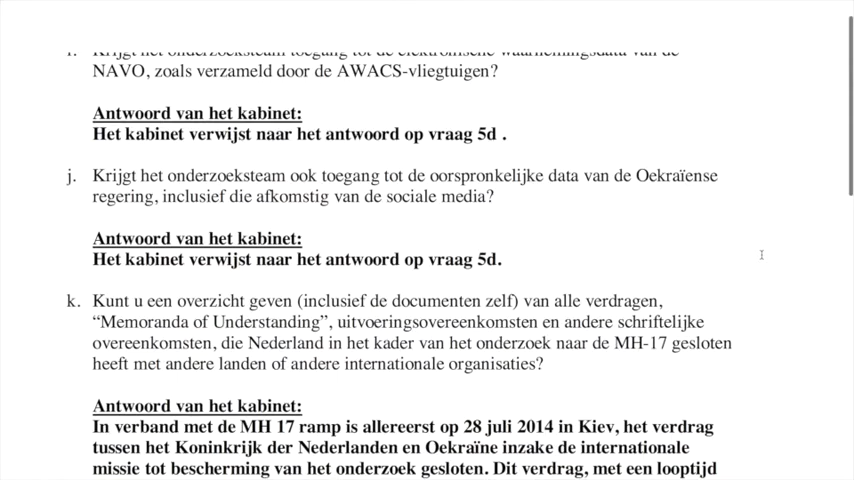 NAVO, zoals verzameld door de AWACS-vliegtuigen?
Antwoord van het kabinet:
Het kabinet verwijst naar het antwoord op vraag 5d .
j. Krijgt het onderzoeksteam ook toegang tot de oorspronkelijke data van de Oekraïense
regering, inclusief die afkomstig van de sociale media?
Antwoord van het kabinet:
Het kabinet verwijst naar het antwoord op vraag 5d.
k. Kunt u een overzicht geven (inclusief de documenten zelf) van alle verdragen,
“Memoranda of Understanding”, uitvoeringsovereenkomsten en andere schriftelijke
overeenkomsten, die Nederland in het kader van het onderzoek naar de MH-17 gesloten
heeft met andere landen of andere internationale organisaties?
Antwoord van het kabinet:
In verband met de MH 17 ramp is allereerst op 28 juli 2014 in Kiev, het verdrag
tussen het Koninkrijk der Nederlanden en Oekraïne inzake de internationale
missie tot bescherming van het onderzoek gesloten. Dit verdrag, met een looptijd